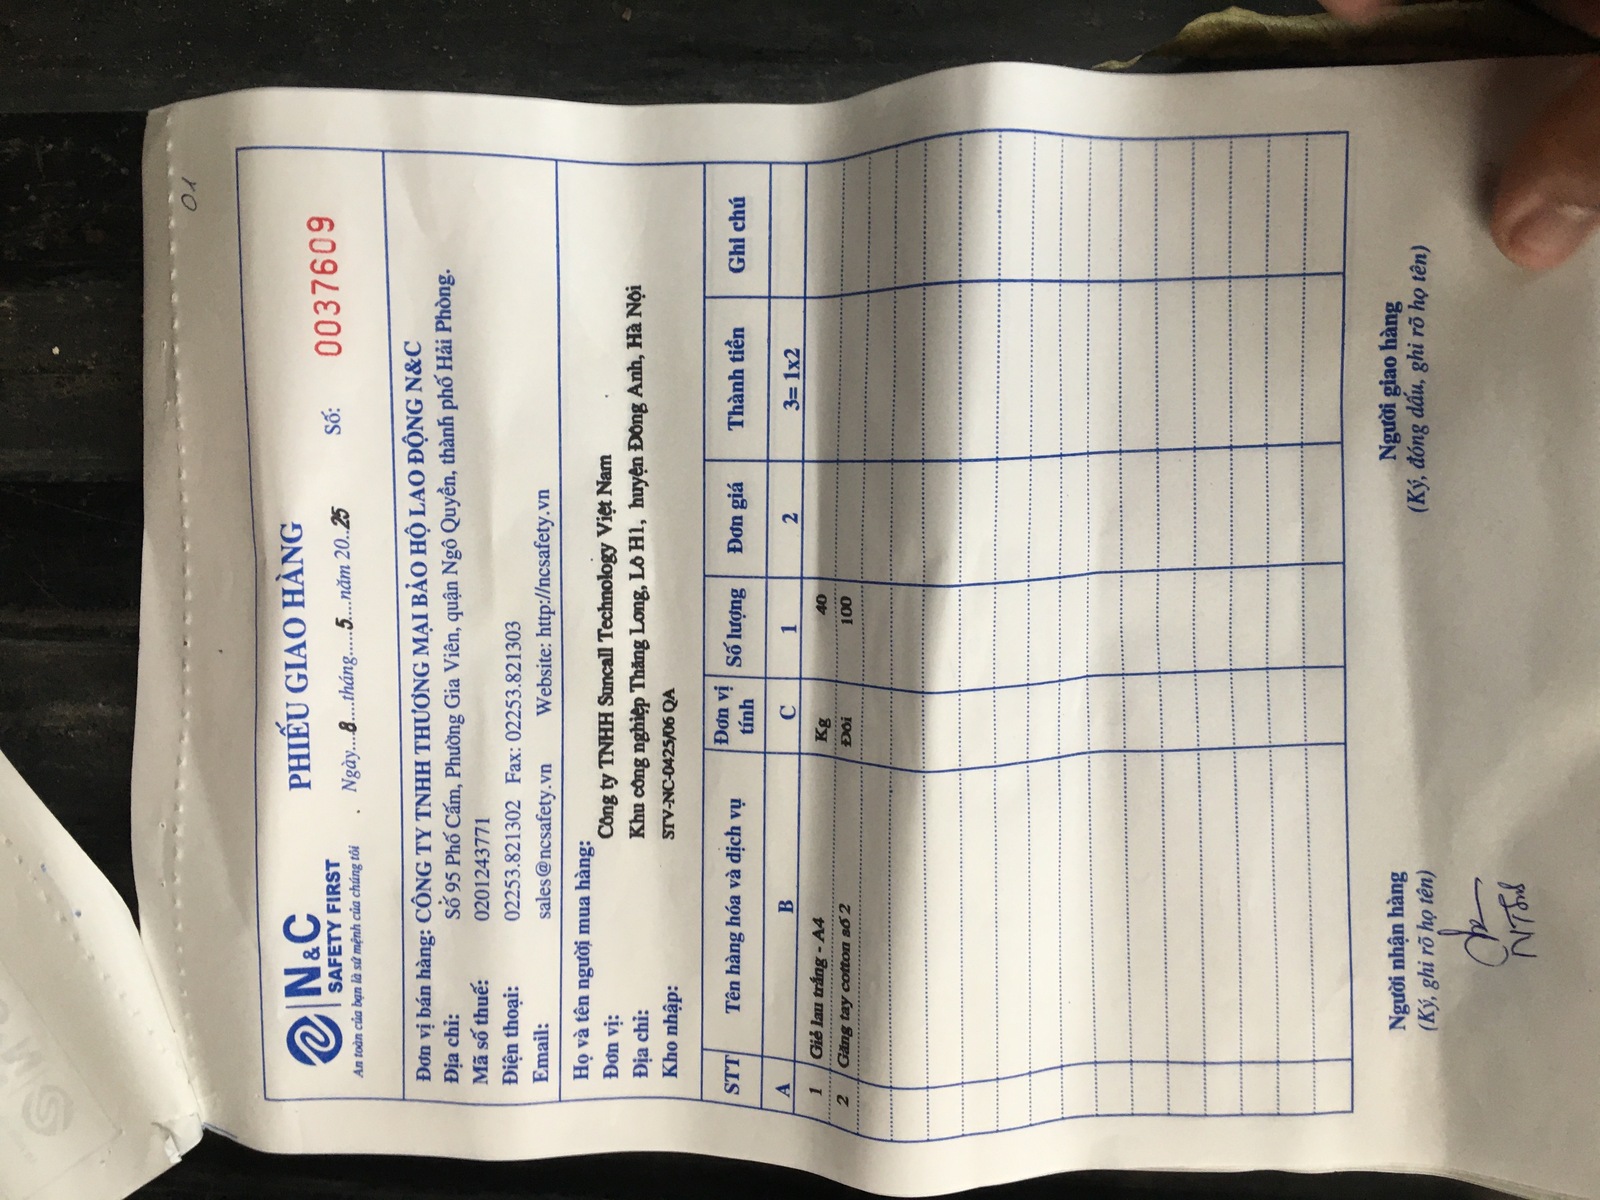 01
N&C
SAFETY FIRST
An toàn của bạn là sứ mệnh của chúng tôi
PHIẾU GIAO HÀNG
Ngày...8...tháng.....5....năm 20..25
Số: 0037609
Đơn vị bán hàng: CÔNG TY TNHH THƯƠNG MẠI BẢO HỘ LAO ĐỘNG N&C
Địa chỉ: Số 95 Phố Cấm, Phường Gia Viên, quận Ngô Quyền, thành phố Hải Phòng.
Mã số thuế: 0201243771
Điện thoại: 02253.821302 Fax: 02253.821303
Email: sales@ncsafety.vn Website: http://ncsafety.vn
Họ và tên người mua hàng:
Đơn vị: Công ty TNHH Suncall Technology Việt Nam
Địa chỉ: Khu công nghiệp Thăng Long, Lô H1, huyện Đông Anh, Hà Nội
Kho nhập: STV-NC-0425/06 QA
STT Tên hàng hóa và dịch vụ Đơn vị tính Số lượng Đơn giá Thành tiền Ghi chú
A B C 1 2 3= 1x2
1 Giẻ lau trắng - A4 Kg 40
2 Găng tay cotton số 2 Đôi 100
Người nhận hàng Người giao hàng
(Ký, ghi rõ họ tên) (Ký, đóng dấu, ghi rõ họ tên)